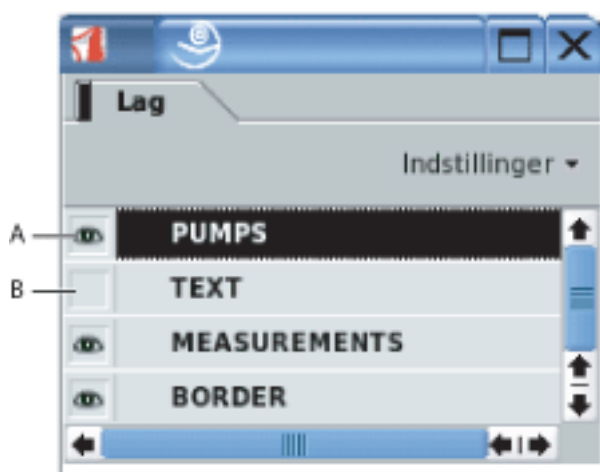 Lag
Indstillinger
A PUMPS
B TEXT
MEASUREMENTS
BORDER